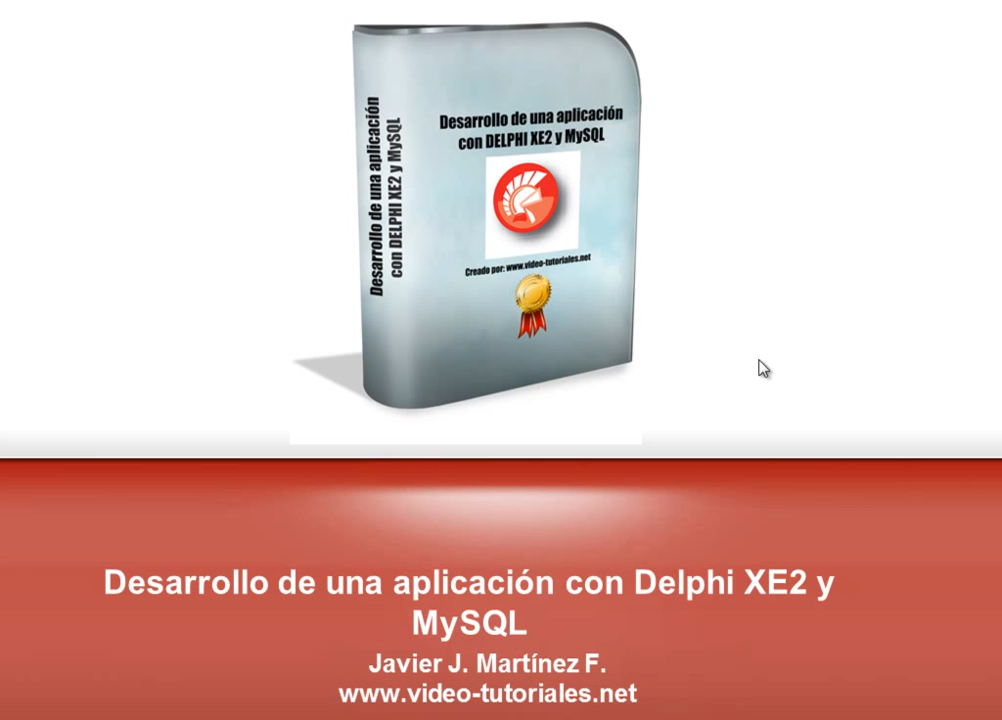 Desarrollo de una aplicación
con DELPHI XE2 y MySQL
Desarrollo de una aplicación
con DELPHI XE2 y MySQL
Creado por: www.video-tutoriales.net
Desarrollo de una aplicación con Delphi XE2 y
MySQL
Javier J. Martínez F.
www.video-tutoriales.net